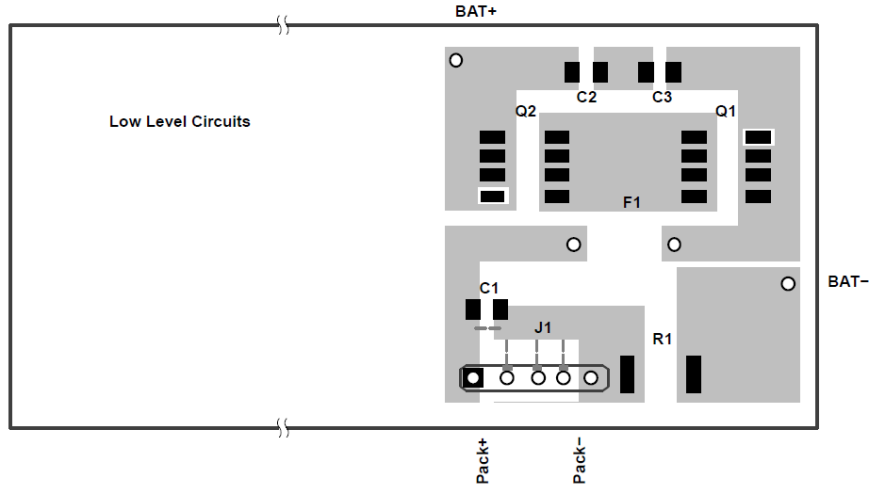 BAT+
C2
C3
Q2
Q1
Low Level Circuits
F1
BAT−
C1
J1
R1
Pack+
Pack−